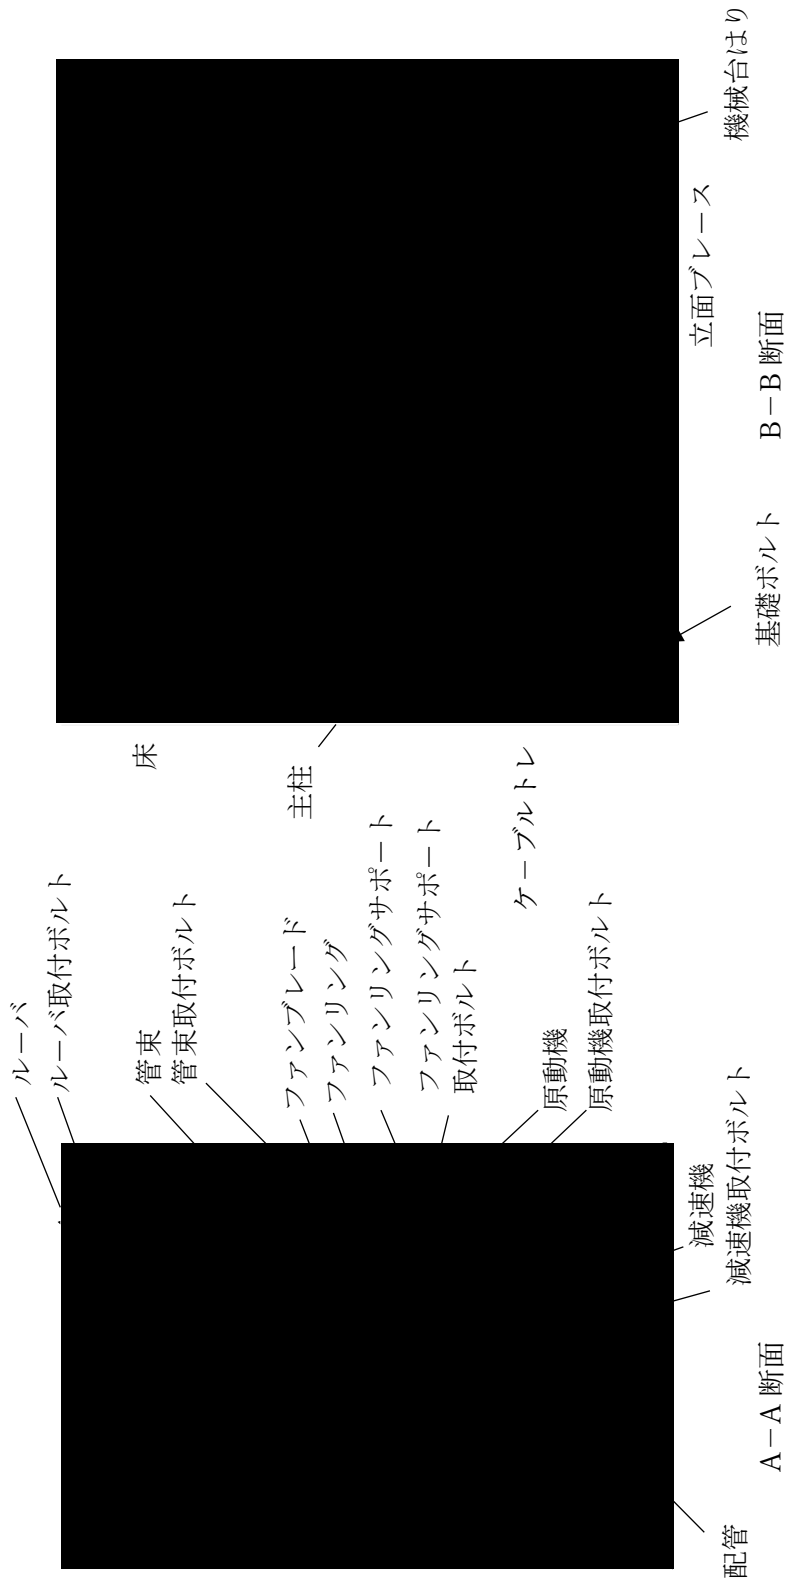 ルーバ
ルーバ取付ボルト
管束
管束取付ボルト
ファンブレード
ファンリング
ファンリングサポート
ファンリングサポート
取付ボルト
原動機
原動機取付ボルト
減速機
減速機取付ボルト
配管
A-A 断面
床
主柱
ケーブルトレ
機械台はり
立面ブレース
基礎ボルト
B-B 断面